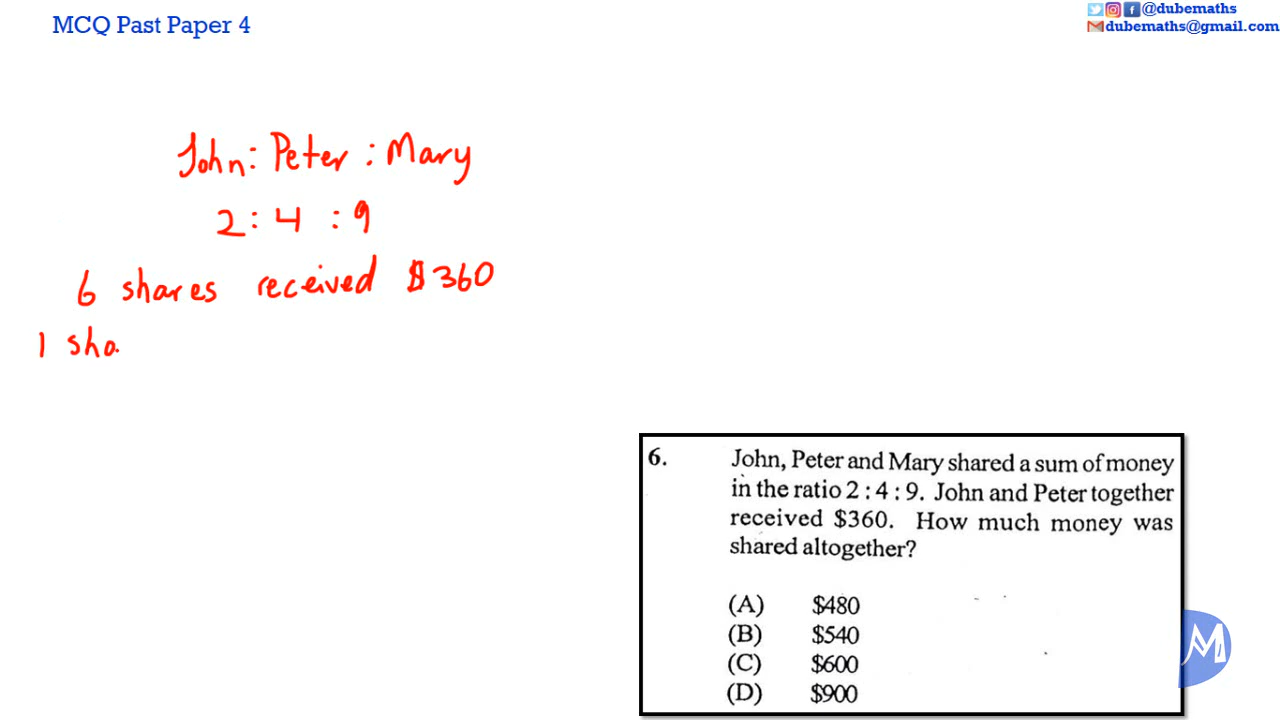 MCQ Past Paper 4
@dubemaths
dubemaths@gmail.com
John: Peter : Mary
2 : 4 : 9
6 shares received $360
1 sha
6. John, Peter and Mary shared a sum of money
in the ratio 2 : 4 : 9. John and Peter together
received $360. How much money was
shared altogether?
(A) $480
(B) $540
(C) $600
(D) $900
M